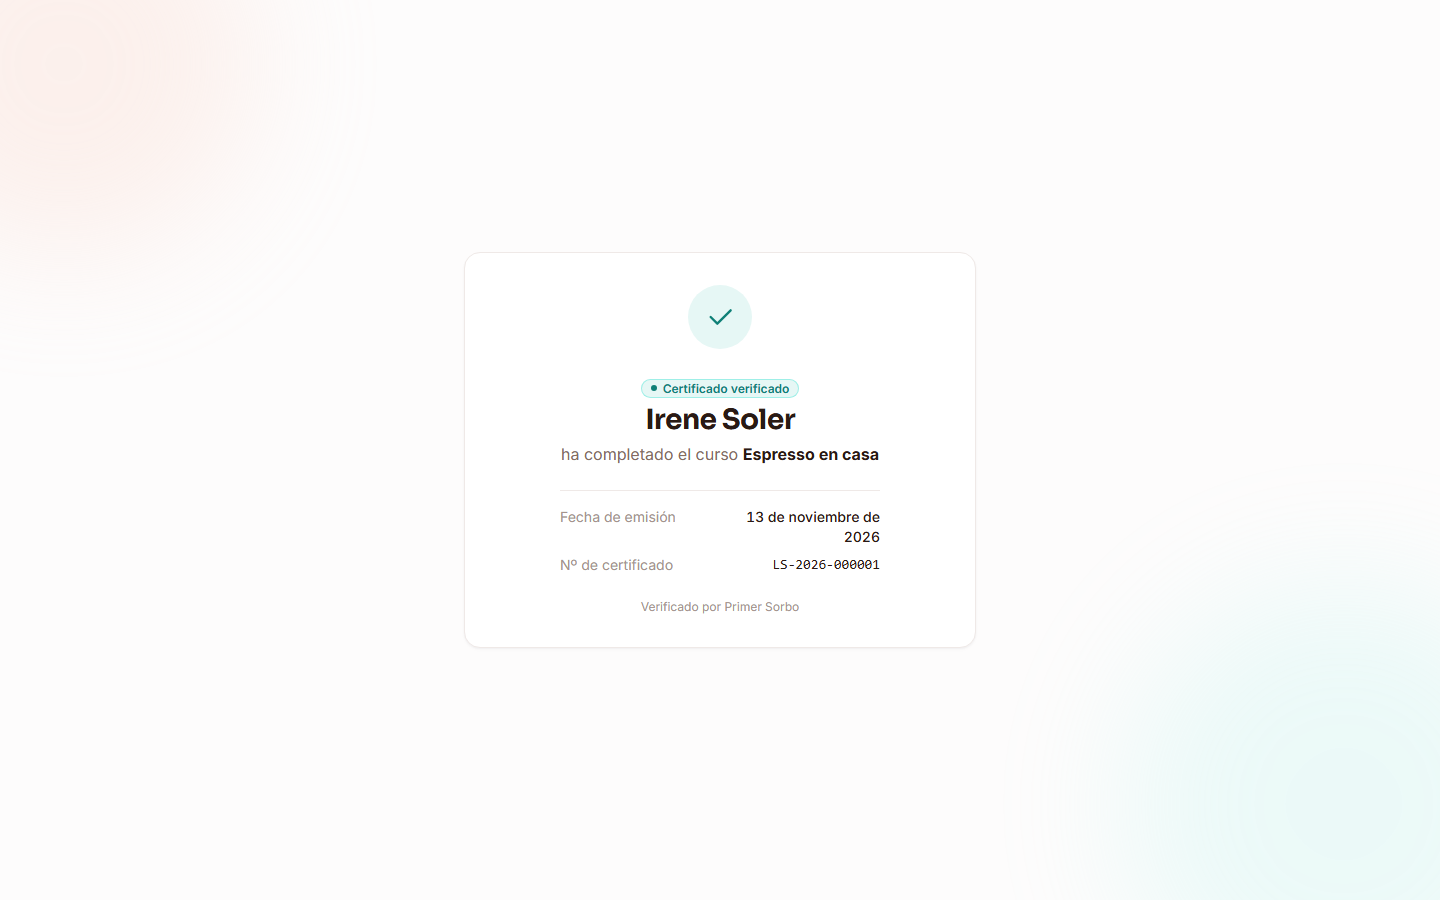 Certificado verificado
Irene Soler
ha completado el curso Espresso en casa
Fecha de emisión 13 de noviembre de
2026
Nº de certificado LS-2026-000001
Verificado por Primer Sorbo